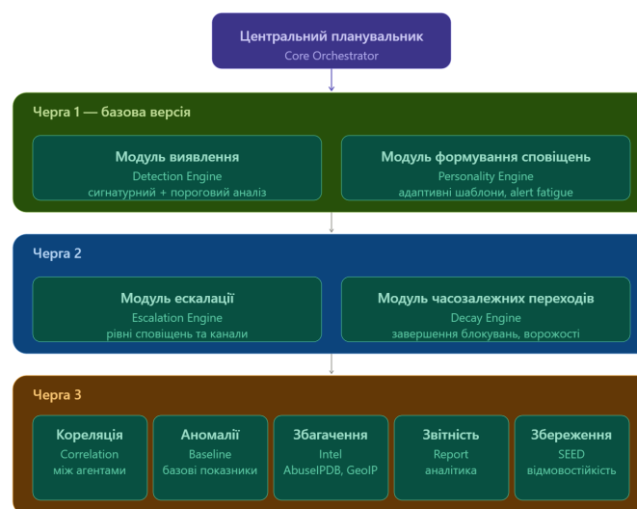 Центральний планувальник
Core Orchestrator
Черга 1 — базова версія
Модуль виявлення
Detection Engine
сигнатурний + пороговий аналіз
Модуль формування сповіщень
Personality Engine
адаптивні шаблони, alert fatigue
Черга 2
Модуль ескалації
Escalation Engine
рівні сповіщень та канали
Модуль часозалежних переходів
Decay Engine
завершення блокувань, ворожості
Черга 3
Кореляція
Correlation
між агентами
Аномалії
Baseline
базові показники
Збагачення
Intel
AbuseIPDB, GeoIP
Звітність
Report
аналітика
Збереження
SEED
відмовостійкість